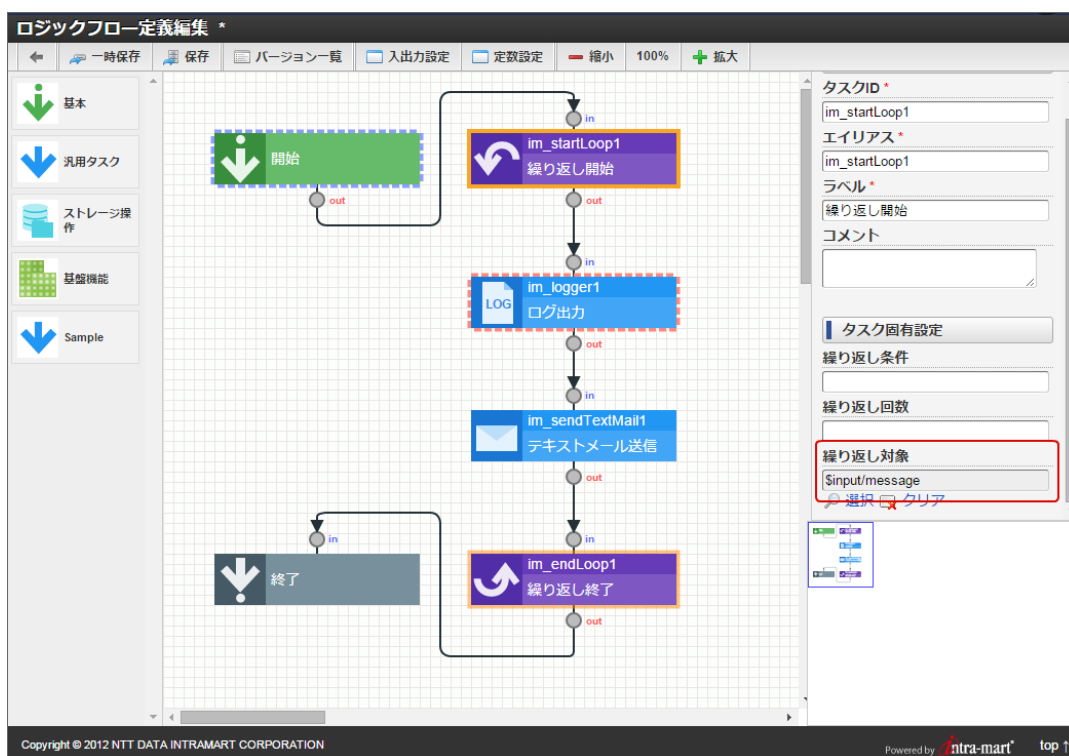 ロジックフロー定義編集 *
一時保存 保存 バージョン一覧 入出力設定 定数設定 縮小 100% 拡大
基本
汎用タスク
ストレージ操
作
基盤機能
Sample
開始
out
in
im_startLoop1
繰り返し開始
out
in
im_logger1
LOG
ログ出力
out
in
im_sendTextMail1
テキストメール送信
out
in
im_endLoop1
繰り返し終了
out
in
終了
タスクID *
im_startLoop1
エイリアス *
im_startLoop1
ラベル *
繰り返し開始
コメント
タスク固有設定
繰り返し条件
繰り返し回数
繰り返し対象
$input/message
選択 クリア
Copyright © 2012 NTT DATA INTRAMART CORPORATION
Powered by intra-mart
top ↑